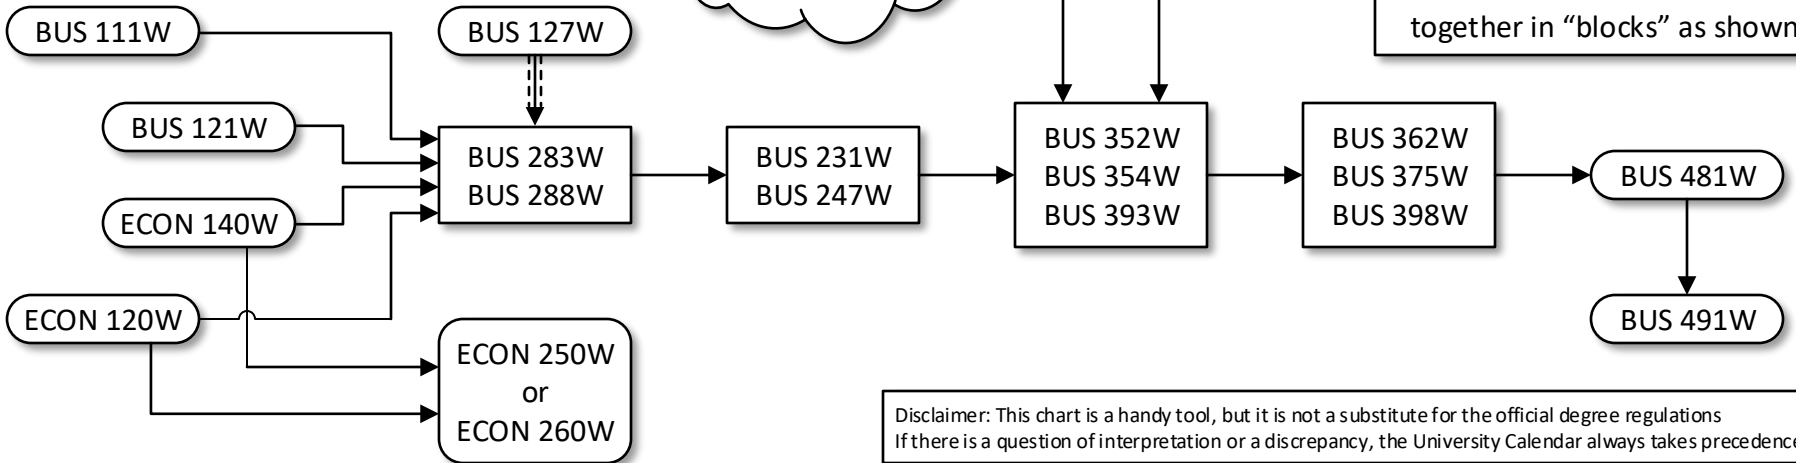 BUS 111W
BUS 127W
together in “blocks” as shown
BUS 121W
BUS 283W
BUS 288W
BUS 231W
BUS 247W
BUS 352W
BUS 354W
BUS 393W
BUS 362W
BUS 375W
BUS 398W
BUS 481W
ECON 140W
ECON 120W
BUS 491W
ECON 250W
or
ECON 260W
Disclaimer: This chart is a handy tool, but it is not a substitute for the official degree regulations
If there is a question of interpretation or a discrepancy, the University Calendar always takes precedence